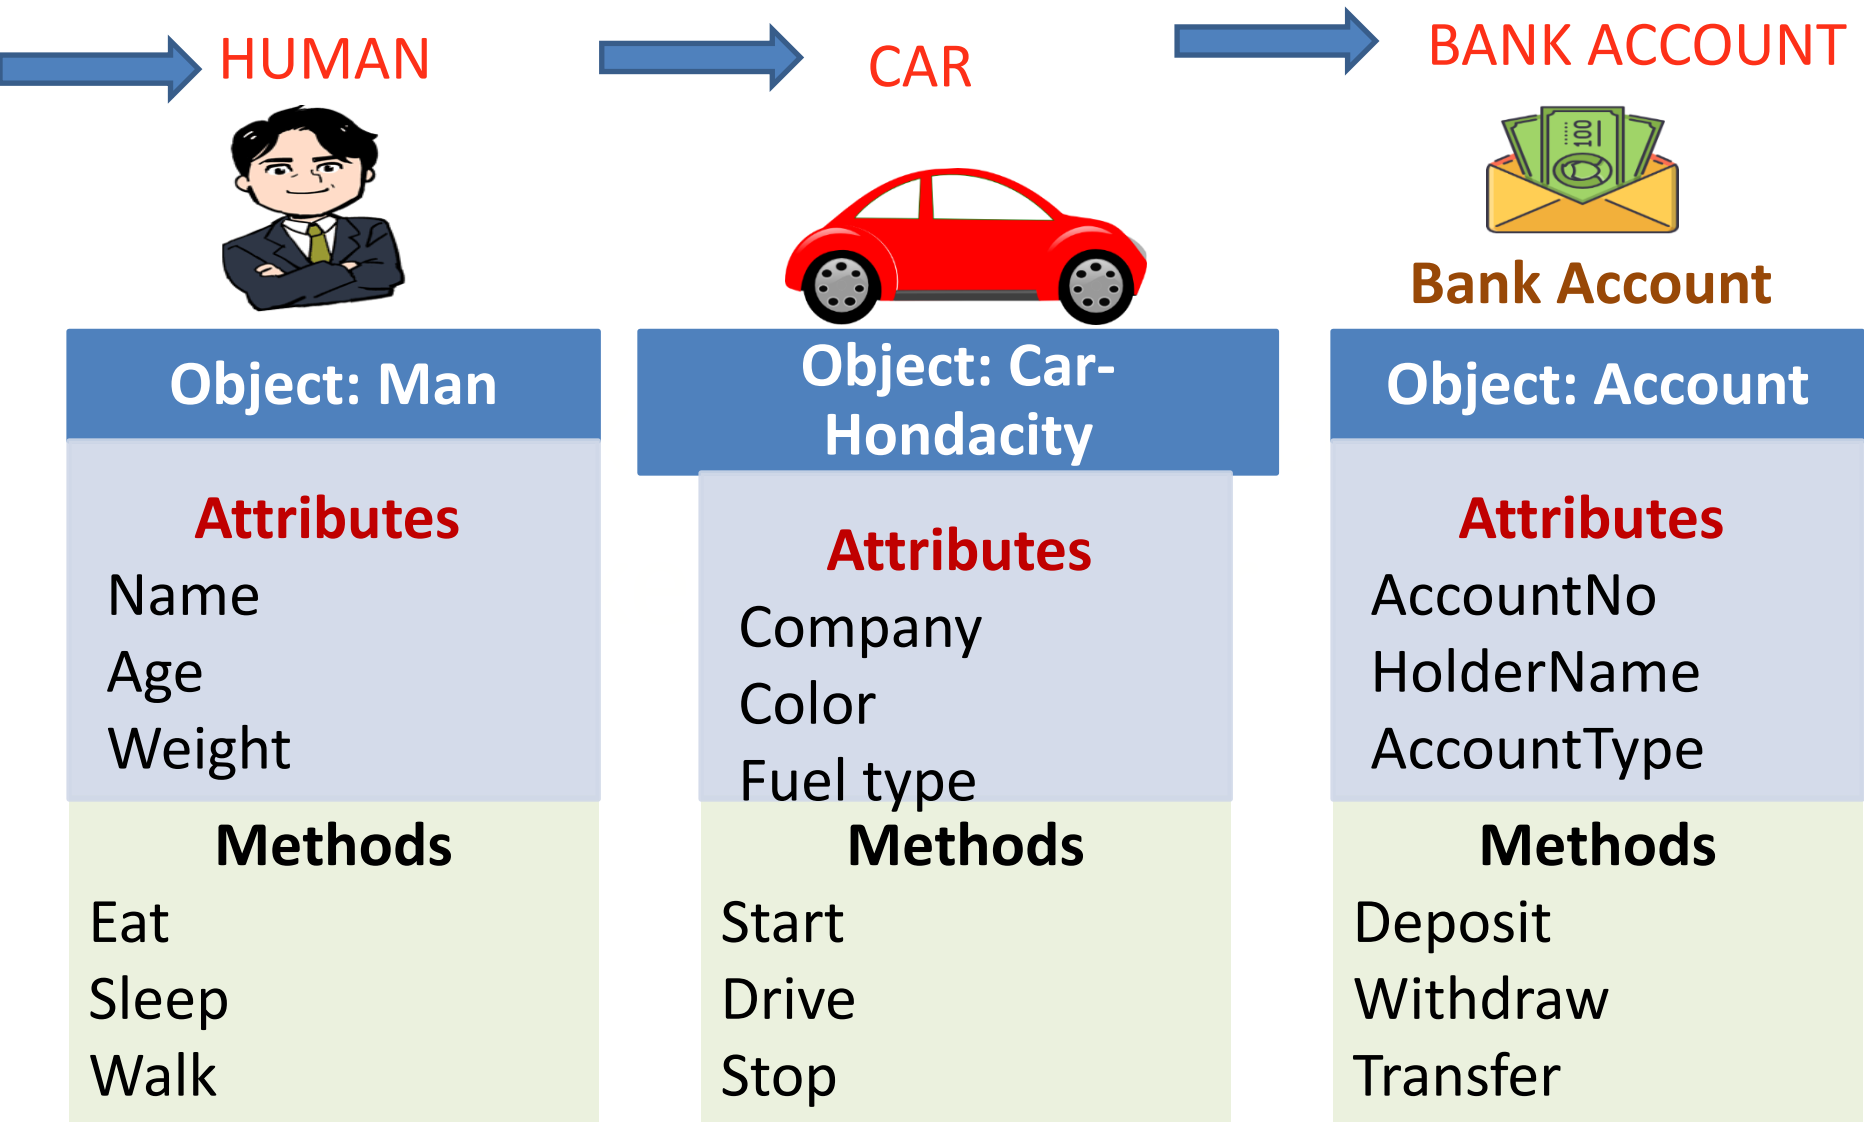 HUMAN
CAR
BANK ACCOUNT
100
Bank Account
Object: Man
Attributes
Name
Age
Weight
Methods
Eat
Sleep
Walk
Object: Car-
Hondacity
Attributes
Company
Color
Fuel type
Methods
Start
Drive
Stop
Object: Account
Attributes
AccountNo
HolderName
AccountType
Methods
Deposit
Withdraw
Transfer